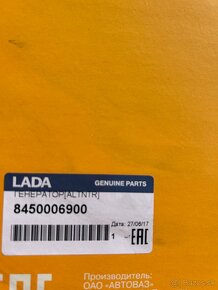 LADA GENUINE PARTS
ГЕНЕРАТОР[ALTNTR]
8450006900
Дата: 27/06/17
1
EAC
Производитель:
ОАО «АВТОВАЗ»